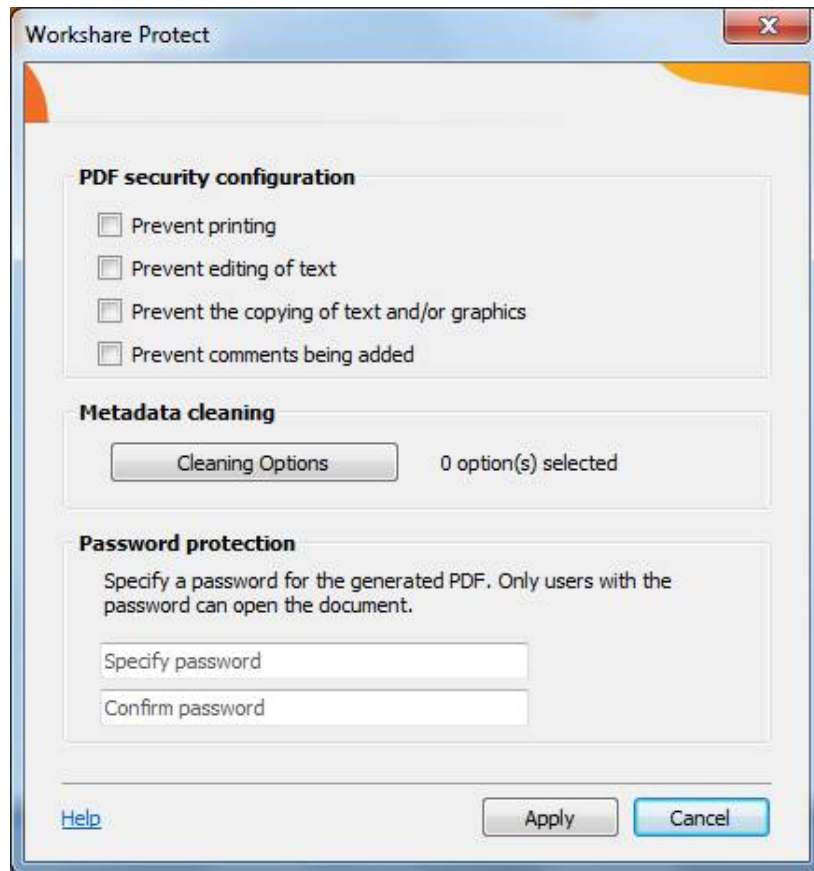 Workshare Protect
PDF security configuration
Prevent printing
Prevent editing of text
Prevent the copying of text and/or graphics
Prevent comments being added
Metadata cleaning
Cleaning Options 0 option(s) selected
Password protection
Specify a password for the generated PDF. Only users with the
password can open the document.
Specify password
Confirm password
Help Apply Cancel